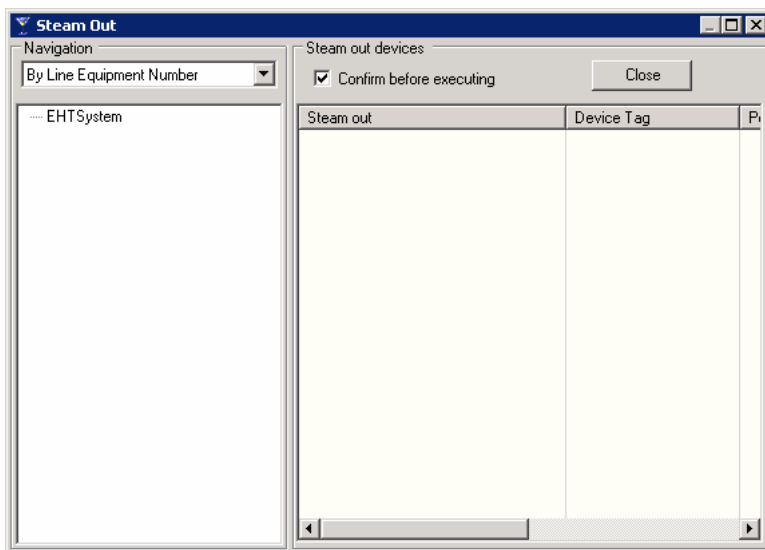 Steam Out
Navigation
By Line Equipment Number
EHTSystem
Steam out devices
Confirm before executing
Close
Steam out Device Tag